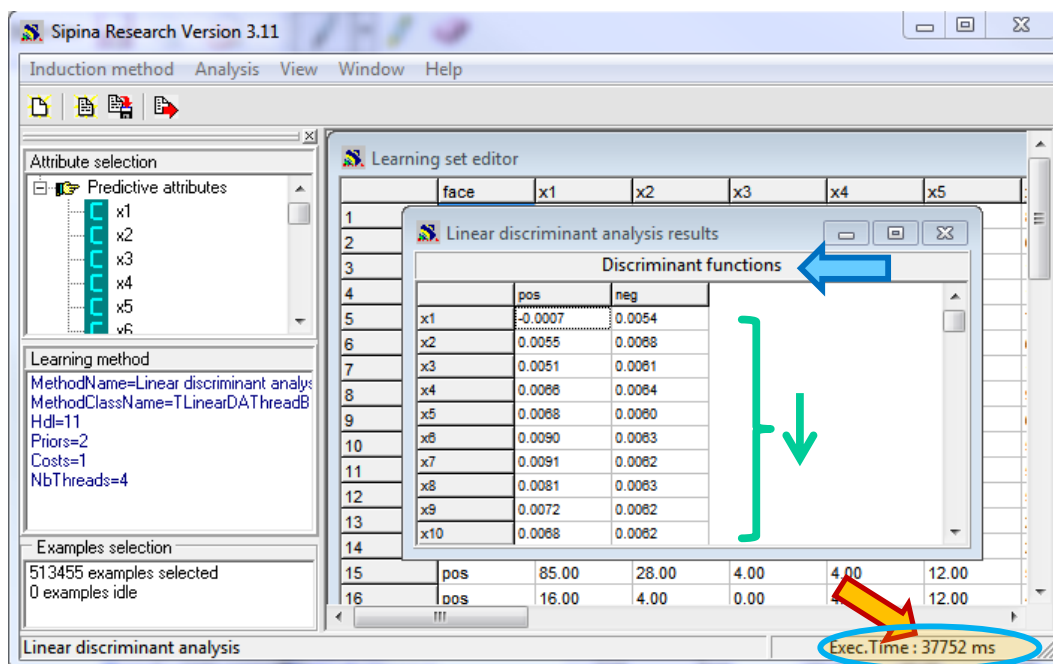 Sipina Research Version 3.11
Induction method Analysis View Window Help
Attribute selection
Predictive attributes
x1
x2
x3
x4
x5
x6
Learning method
MethodName=Linear discriminant analys
MethodClassName=TLinearDAThreadB
Hdl=11
Priors=2
Costs=1
NbThreads=4
Examples selection
513455 examples selected
0 examples idle
Learning set editor
face x1 x2 x3 x4 x5
1
2
3
4
5
6
7
8
9
10
11
12
13
14
15 pos 85.00 28.00 4.00 4.00 12.00
16 pos 16.00 4.00 0.00 12.00
Linear discriminant analysis results
Discriminant functions
pos neg
x1 -0.0007 0.0054
x2 0.0055 0.0068
x3 0.0051 0.0061
x4 0.0066 0.0064
x5 0.0068 0.0060
x6 0.0090 0.0063
x7 0.0091 0.0062
x8 0.0081 0.0063
x9 0.0072 0.0062
x10 0.0068 0.0062
Linear discriminant analysis
Exec.Time : 37752 ms